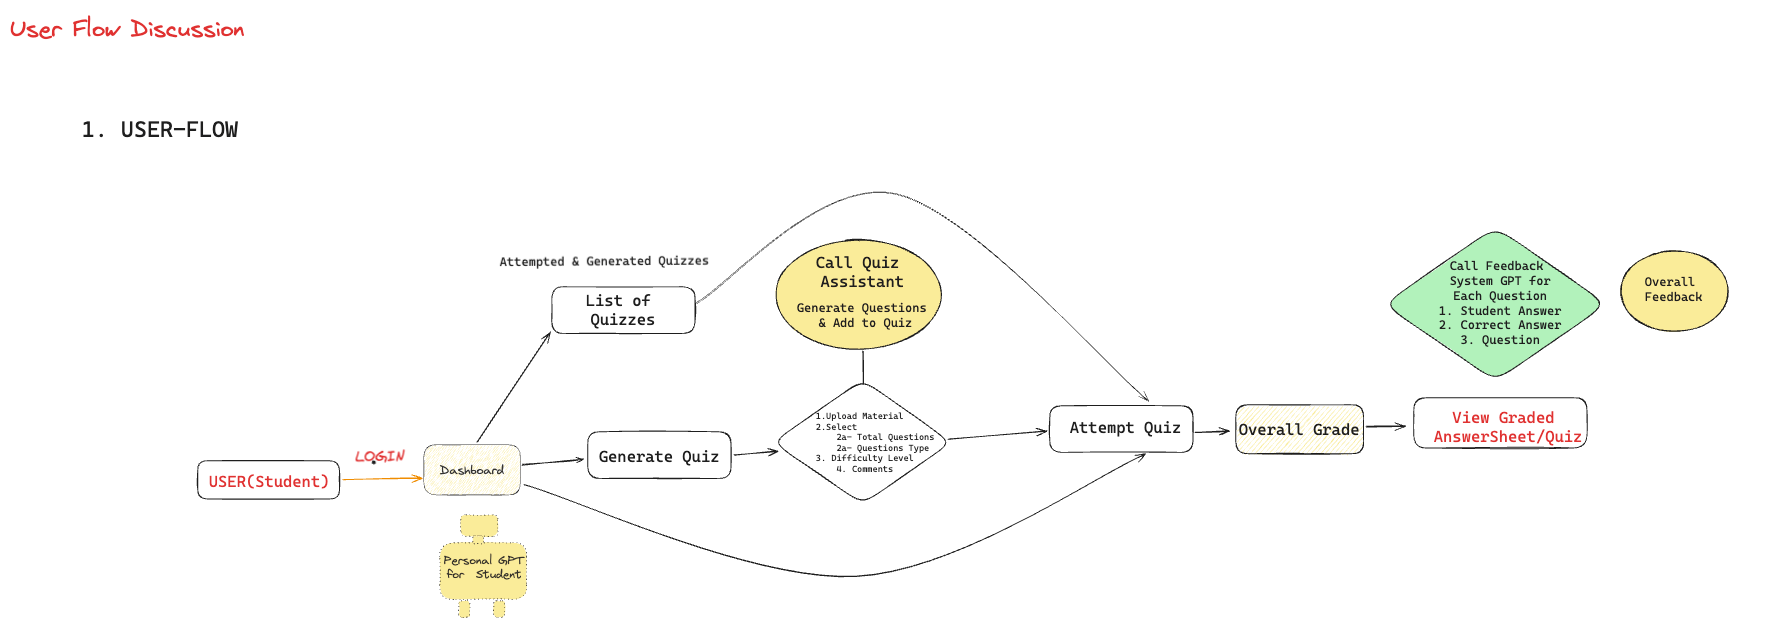 User Flow Discussion
1. USER-FLOW
Attempted & Generated Quizzes
List of
Quizzes
Call Quiz
Assistant
Generate Questions
& Add to Quiz
Call Feedback
System GPT for
Each Question
1. Student Answer
2. Correct Answer
3. Question
Overall
Feedback
USER(Student)
LOGIN
Dashboard
Generate Quiz
1.Upload Material
2.Select
2a- Total Questions
2a- Questions Type
3. Difficulty Level
4. Comments
Attempt Quiz
Overall Grade
View Graded
AnswerSheet/Quiz
Personal GPT
for Student